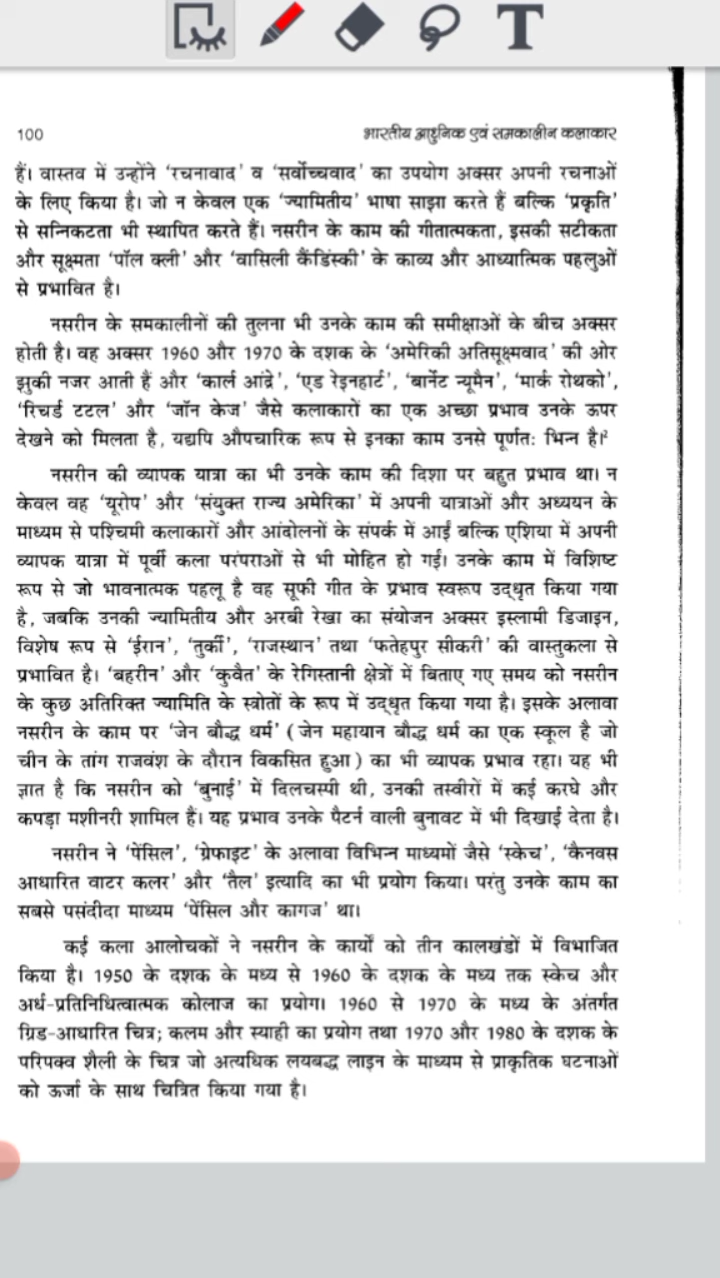 T
100
भारतीय आधुनिक एवं समकालीन कलाकार
हैं। वास्तव में उन्होंने ‘रचनावाद’ व ‘सर्वोच्चवाद’ का उपयोग अक्सर अपनी रचनाओं
के लिए किया है। जो न केवल एक ‘ज्यामितीय’ भाषा साझा करते हैं बल्कि ‘प्रकृति’
से सन्निकटता भी स्थापित करते हैं। नसरीन के काम की गीतात्मकता, इसकी सटीकता
और सूक्ष्मता ‘पॉल क्ली’ और ‘वासिली कैंडिंस्की’ के काव्य और आध्यात्मिक पहलुओं
से प्रभावित है।
नसरीन के समकालीनों की तुलना भी उनके काम की समीक्षाओं के बीच अक्सर
होती है। वह अक्सर 1960 और 1970 के दशक के ‘अमेरिकी अतिसूक्ष्मवाद’ की ओर
झुकी नजर आती हैं और ‘कार्ल आंद्रे’, ‘एड रेइनहार्ट’, ‘बार्नेट न्यूमैन’, ‘मार्क रोथको’,
‘रिचर्ड टटल’ और ‘जॉन केज’ जैसे कलाकारों का एक अच्छा प्रभाव उनके ऊपर
देखने को मिलता है, यद्यपि औपचारिक रूप से इनका काम उनसे पूर्णतः भिन्न है।²
नसरीन की व्यापक यात्रा का भी उनके काम की दिशा पर बहुत प्रभाव था। न
केवल वह ‘यूरोप’ और ‘संयुक्त राज्य अमेरिका’ में अपनी यात्राओं और अध्ययन के
माध्यम से पश्चिमी कलाकारों और आंदोलनों के संपर्क में आईं बल्कि एशिया में अपनी
व्यापक यात्रा में पूर्वी कला परंपराओं से भी मोहित हो गईं। उनके काम में विशिष्ट
रूप से जो भावनात्मक पहलू है वह सूफी गीत के प्रभाव स्वरूप उद्धृत किया गया
है, जबकि उनकी ज्यामितीय और अरबी रेखा का संयोजन अक्सर इस्लामी डिजाइन,
विशेष रूप से ‘ईरान’, ‘तुर्की’, ‘राजस्थान’ तथा ‘फतेहपुर सीकरी’ की वास्तुकला से
प्रभावित है। ‘बहरीन’ और ‘कुवैत’ के रेगिस्तानी क्षेत्रों में बिताए गए समय को नसरीन
के कुछ अतिरिक्त ज्यामिति के स्त्रोतों के रूप में उद्धृत किया गया है। इसके अलावा
नसरीन के काम पर ‘जेन बौद्ध धर्म’ (जेन महायान बौद्ध धर्म का एक स्कूल है जो
चीन के तांग राजवंश के दौरान विकसित हुआ) का भी व्यापक प्रभाव रहा। यह भी
ज्ञात है कि नसरीन को ‘बुनाई’ में दिलचस्पी थी, उनकी तस्वीरों में कई करघे और
कपड़ा मशीनरी शामिल हैं। यह प्रभाव उनके पैटर्न वाली बुनावट में भी दिखाई देता है।
नसरीन ने ‘पेंसिल’, ‘ग्रेफाइट’ के अलावा विभिन्न माध्यमों जैसे ‘स्केच’, ‘कैनवस
आधारित वाटर कलर’ और ‘तैल’ इत्यादि का भी प्रयोग किया। परंतु उनके काम का
सबसे पसंदीदा माध्यम ‘पेंसिल और कागज’ था।
कई कला आलोचकों ने नसरीन के कार्यों को तीन कालखंडों में विभाजित
किया है। 1950 के दशक के मध्य से 1960 के दशक के मध्य तक स्केच और
अर्ध-प्रतिनिधित्वात्मक कोलाज का प्रयोग। 1960 से 1970 के मध्य के अंतर्गत
ग्रिड-आधारित चित्र; कलम और स्याही का प्रयोग तथा 1970 और 1980 के दशक के
परिपक्व शैली के चित्र जो अत्यधिक लयबद्ध लाइन के माध्यम से प्राकृतिक घटनाओं
को ऊर्जा के साथ चित्रित किया गया है।